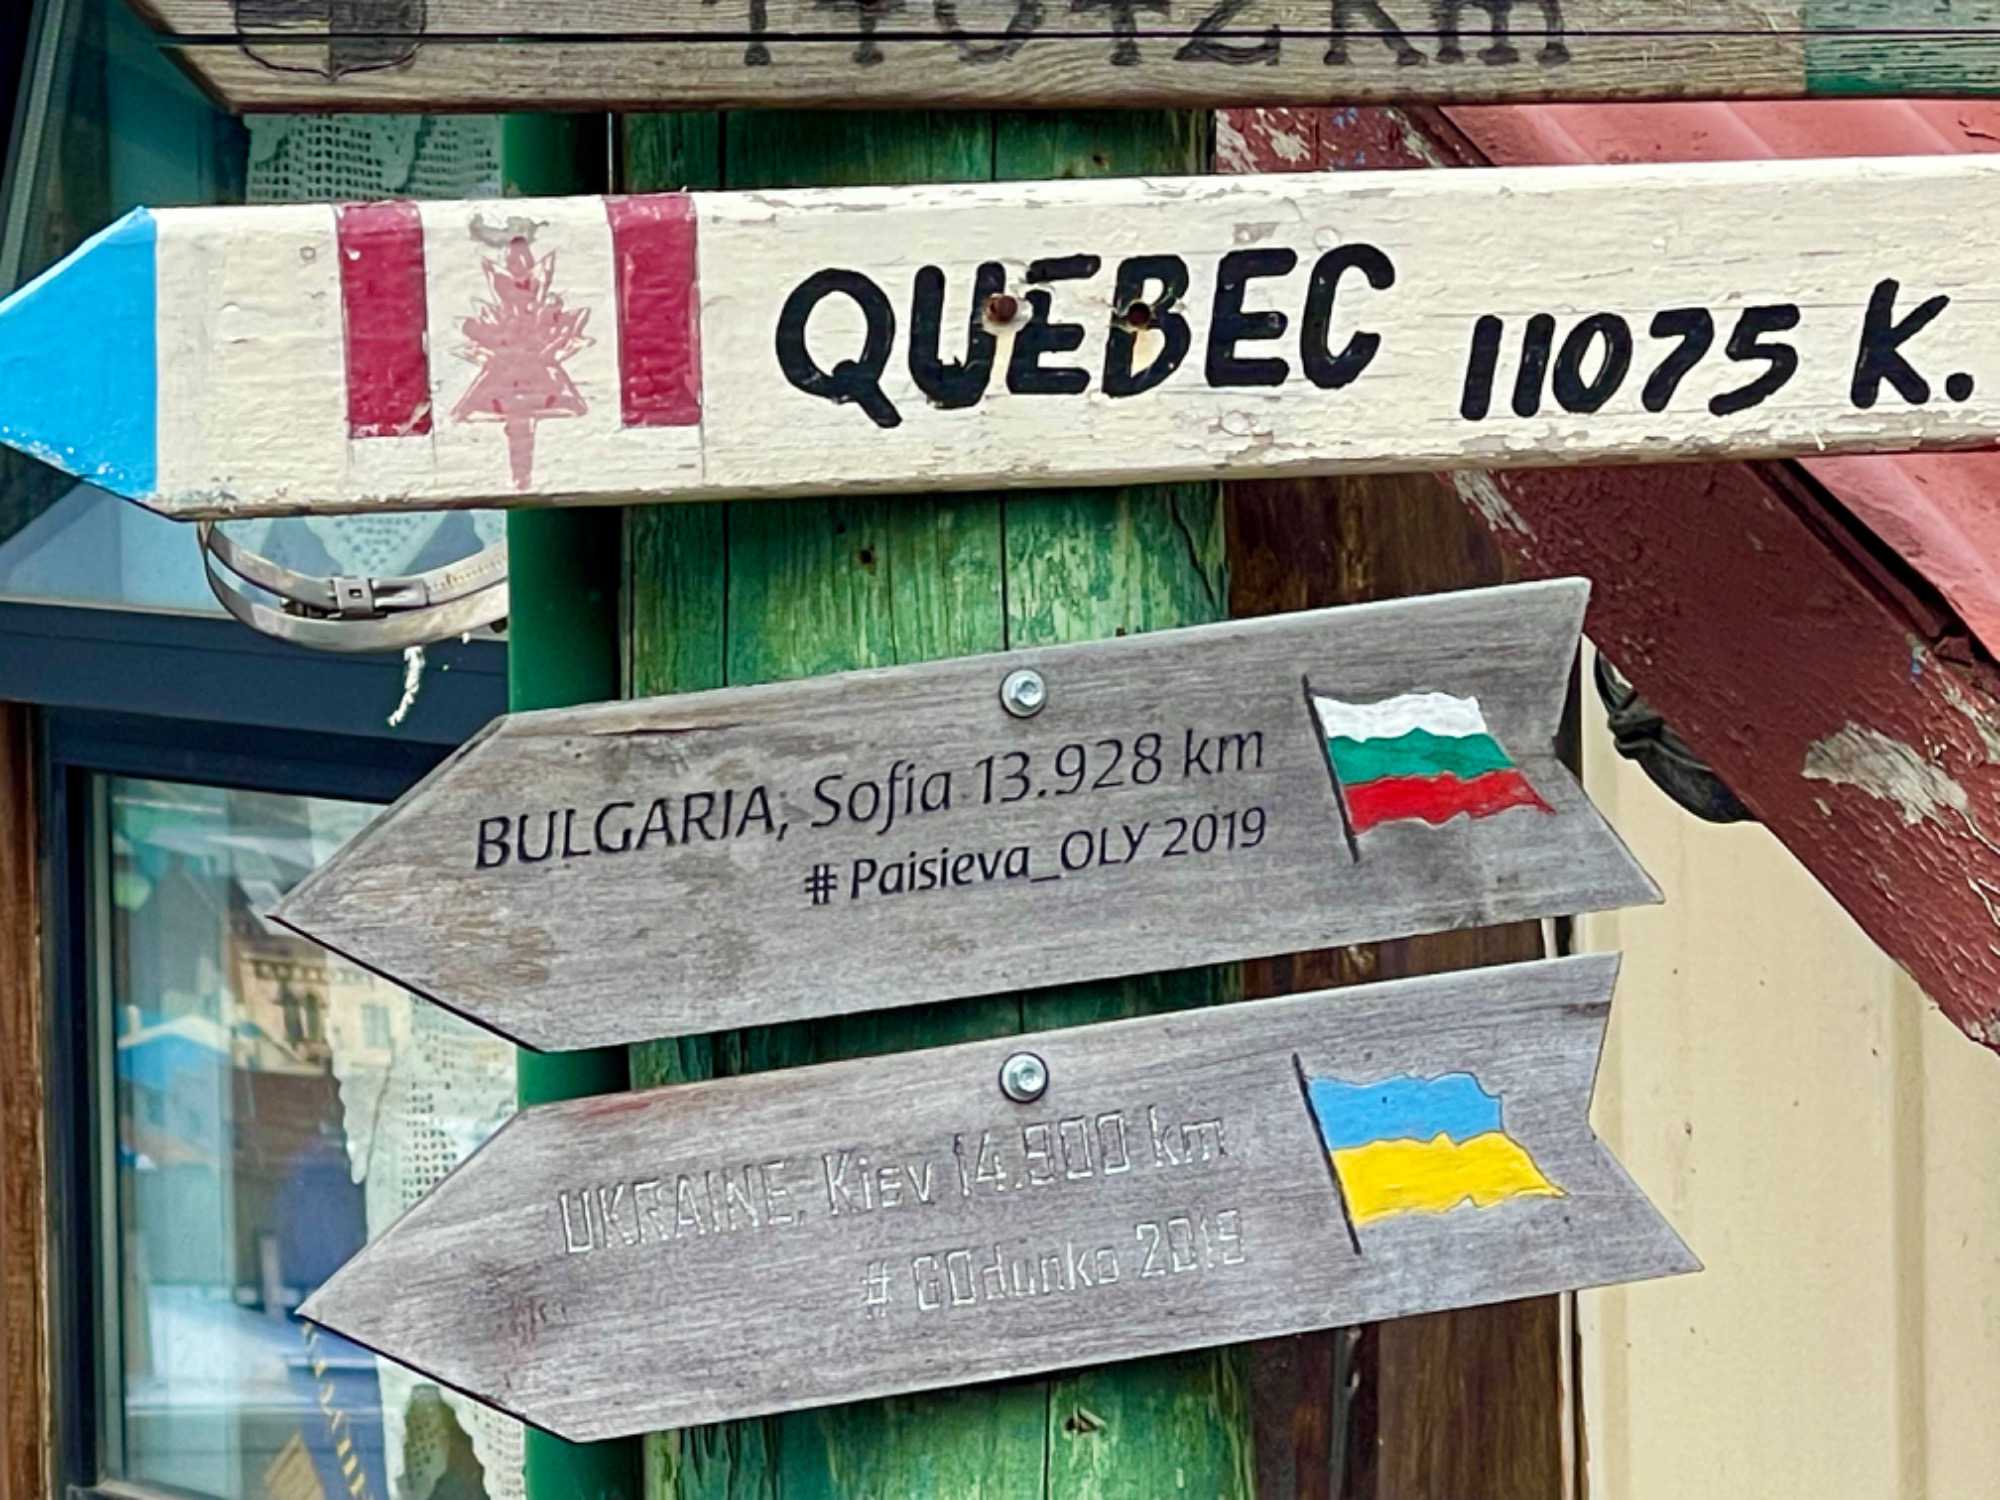 QUEBEC 11075 K.
BULGARIA, Sofia 13.928 km
# Paisieva_OLY 2019
UKRAINE, Kiev 14.900 km
# GOdunko 2019